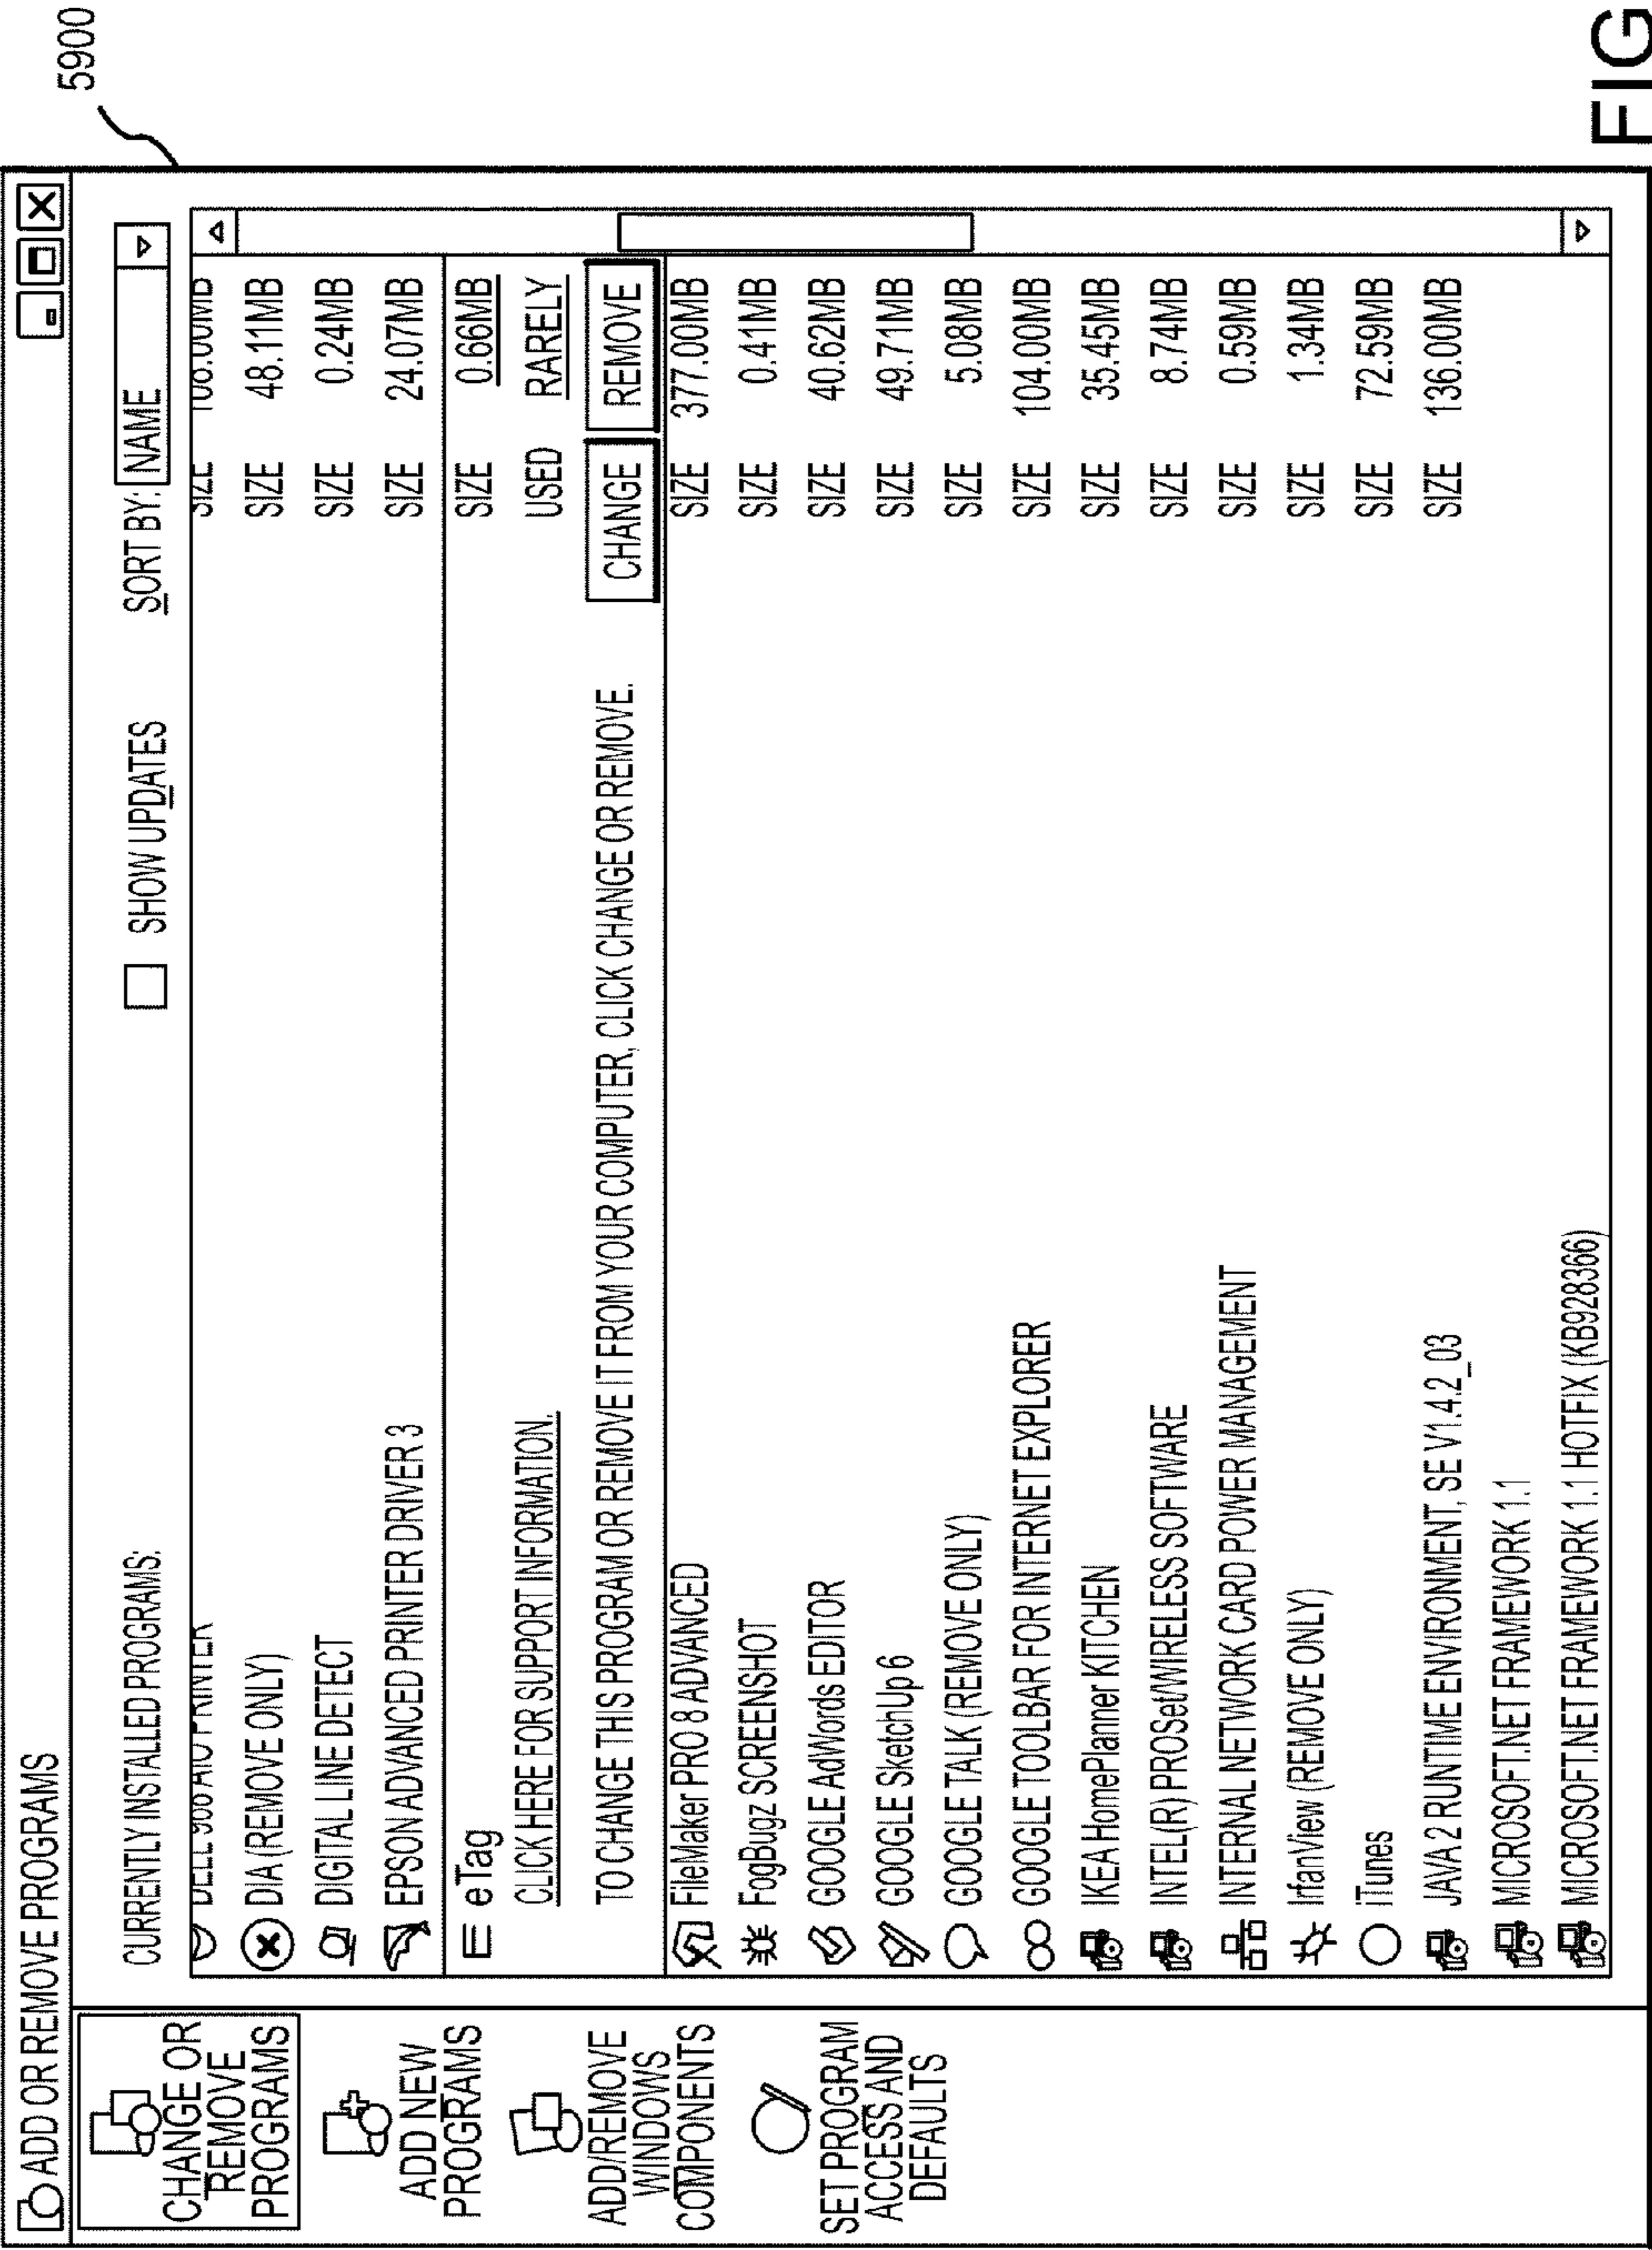 ADD OR REMOVE PROGRAMS
5900
CHANGE OR
REMOVE
PROGRAMS
ADD NEW
PROGRAMS
ADD/REMOVE
WINDOWS
COMPONENTS
SET PROGRAM
ACCESS AND
DEFAULTS
CURRENTLY INSTALLED PROGRAMS: SHOW UPDATES SORT BY: NAME
DELL 966 AIO PRINTER SIZE 108.00MB
DIA (REMOVE ONLY) SIZE 48.11MB
DIGITAL LINE DETECT SIZE 0.24MB
EPSON ADVANCED PRINTER DRIVER 3 SIZE 24.07MB
eTag SIZE 0.66MB
CLICK HERE FOR SUPPORT INFORMATION. USED RARELY
TO CHANGE THIS PROGRAM OR REMOVE IT FROM YOUR COMPUTER, CLICK CHANGE OR REMOVE. CHANGE REMOVE
FileMaker PRO 8 ADVANCED SIZE 377.00MB
FogBugz SCREENSHOT SIZE 0.41MB
GOOGLE AdWords EDITOR SIZE 40.62MB
GOOGLE SketchUp 6 SIZE 49.71MB
GOOGLE TALK (REMOVE ONLY) SIZE 5.08MB
GOOGLE TOOLBAR FOR INTERNET EXPLORER SIZE 104.00MB
IKEA HomePlanner KITCHEN SIZE 35.45MB
INTEL(R) PROSet/WIRELESS SOFTWARE SIZE 8.74MB
INTERNAL NETWORK CARD POWER MANAGEMENT SIZE 0.59MB
IrfanView (REMOVE ONLY) SIZE 1.34MB
iTunes SIZE 72.59MB
JAVA 2 RUNTIME ENVIRONMENT, SE V1.4.2_03 SIZE 136.00MB
MICROSOFT.NET FRAMEWORK 1.1
MICROSOFT.NET FRAMEWORK 1.1 HOTFIX (KB928366)
FIG